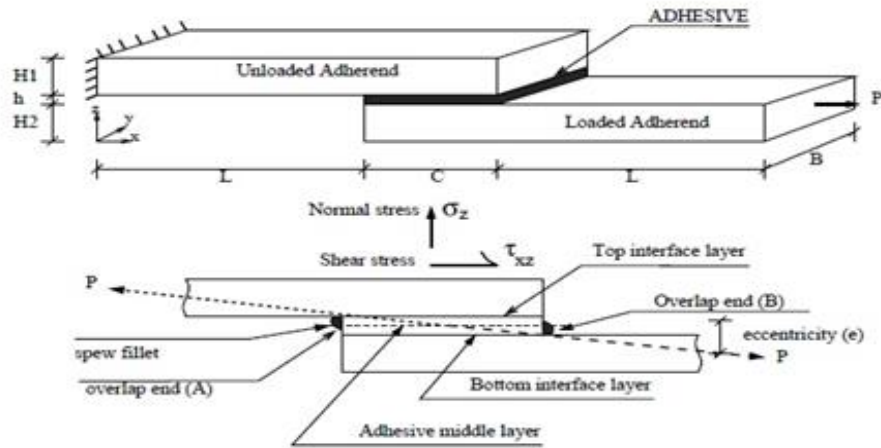 ADHESIVE
H1
Unloaded Adherend
h
H2
z
y
x
Loaded Adherend
P
B
L
C
L
Normal stress σz
Shear stress τxz
Top interface layer
P
Overlap end (B)
eccentricity (e)
spew fillet
P
overlap end (A)
Bottom interface layer
Adhesive middle layer